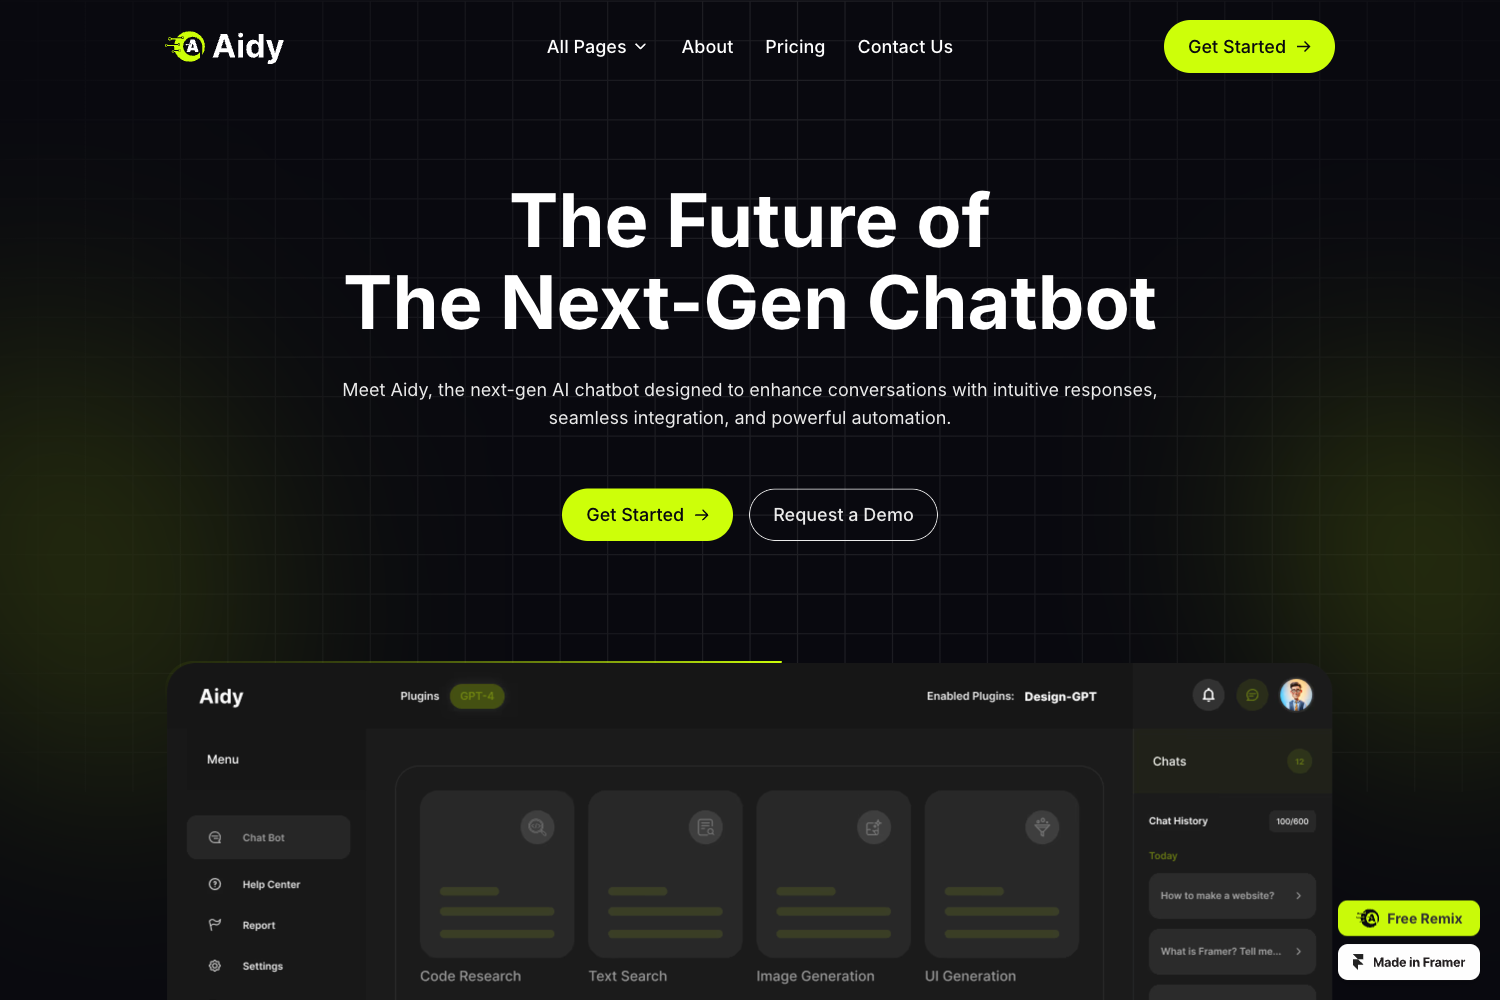 Aidy
All Pages
About
Pricing
Contact Us
Get Started
The Future of
The Next-Gen Chatbot
Meet Aidy, the next-gen AI chatbot designed to enhance conversations with intuitive responses,
seamless integration, and powerful automation.
Get Started
Request a Demo
Aidy
Plugins
GPT-4
Enabled Plugins:
Design-GPT
Menu
Chat Bot
Help Center
Report
Settings
Code Research
Text Search
Image Generation
UI Generation
Chats
12
Chat History
100/600
Today
How to make a website?
What is Framer? Tell me...
Free Remix
Made in Framer